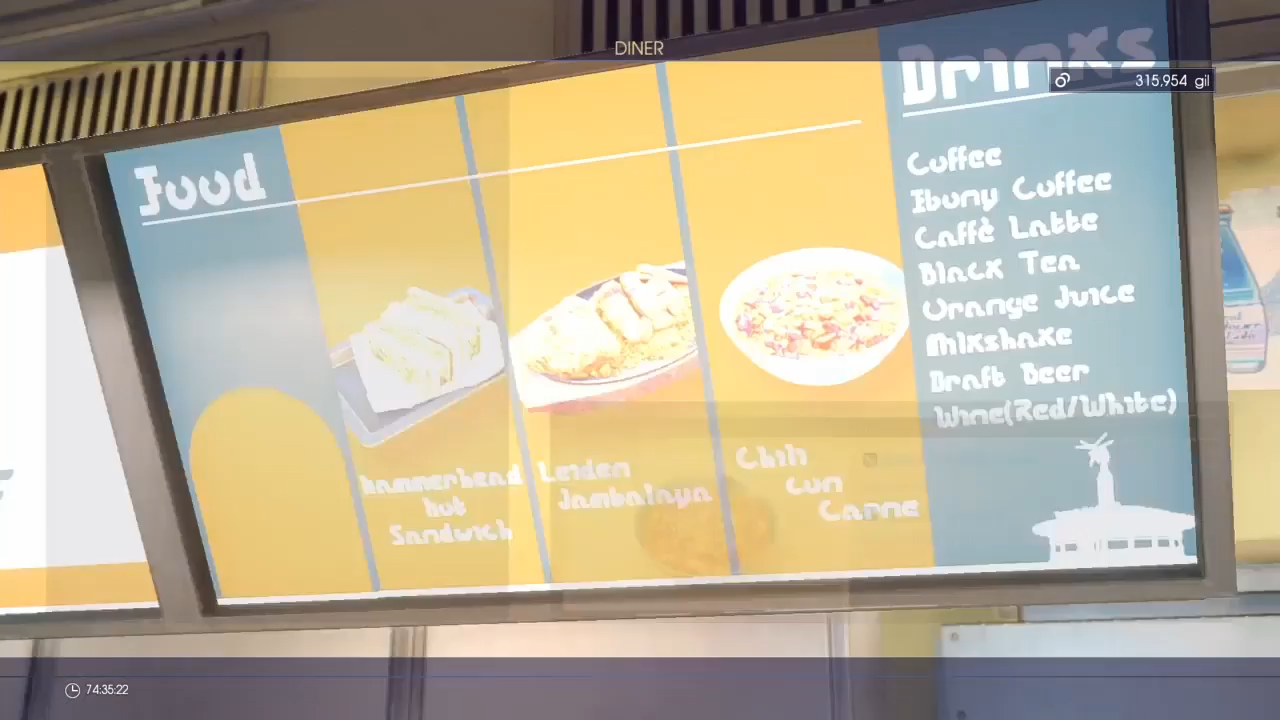 DINER
Drinks
315,954 gil
Food
Coffee
Ebony Coffee
Caffè Latte
Black Tea
Orange Juice
Milkshake
Draft Beer
Wine(Red/White)
Hammerhead
hot
Sandwich
Leiden
Jambalaya
Chili
Con
Carne
74:35:22